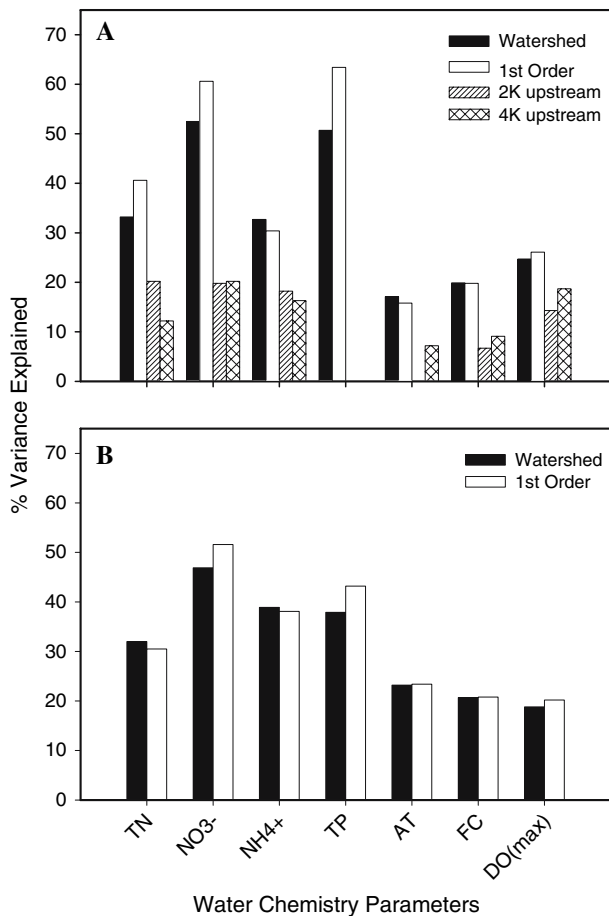 A
Watershed
1st Order
2K upstream
4K upstream
70
60
50
40
30
20
10
0
% Variance Explained
B
Watershed
1st Order
70
60
50
40
30
20
10
0
TN
NO3-
NH4+
TP
AT
FC
DO(max)
Water Chemistry Parameters